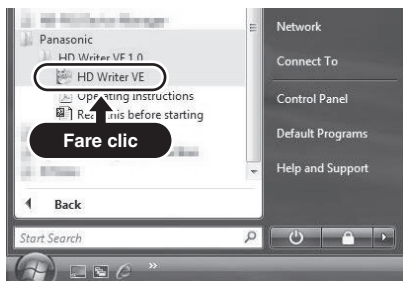 Panasonic
HD Writer VE 1.0
HD Writer VE
Operating Instructions
this before starting
Fare clic
Back
Start Search
Network
Connect To
Control Panel
Default Programs
Help and Support